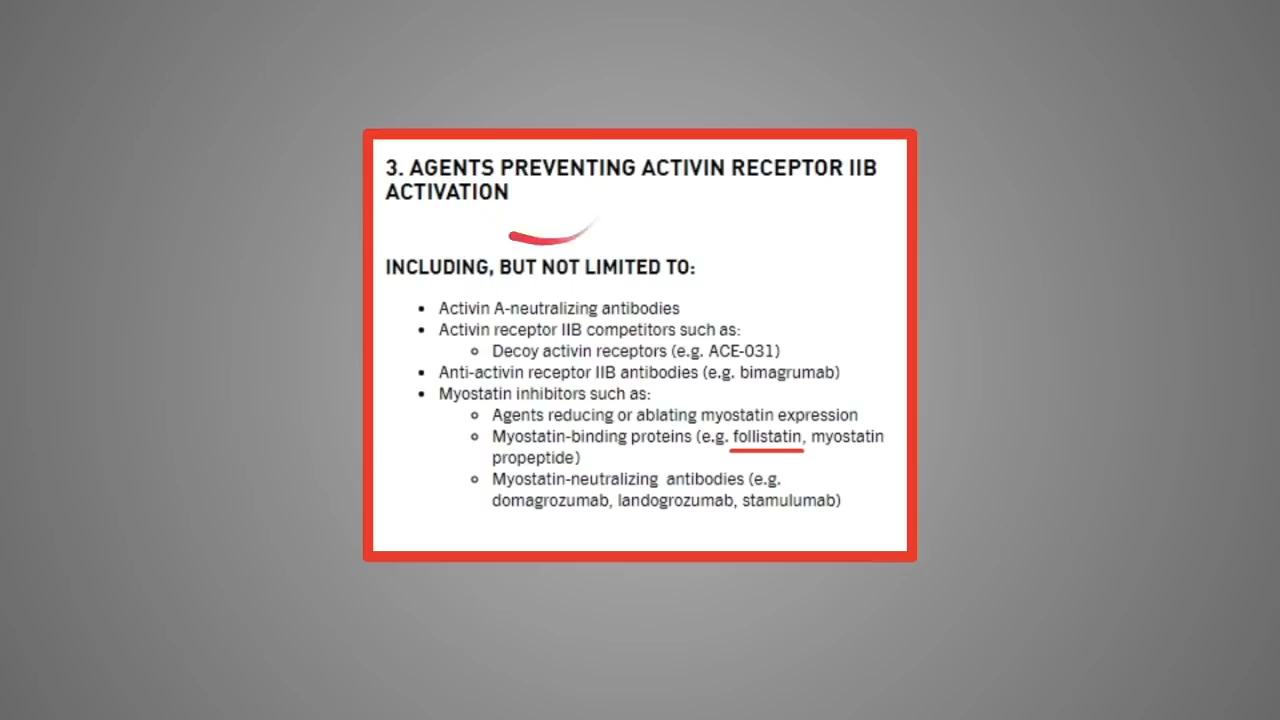 3. AGENTS PREVENTING ACTIVIN RECEPTOR IIB
ACTIVATION
INCLUDING, BUT NOT LIMITED TO:
• Activin A-neutralizing antibodies
• Activin receptor IIB competitors such as:
○ Decoy activin receptors (e.g. ACE-031)
• Anti-activin receptor IIB antibodies (e.g. bimagrumab)
• Myostatin inhibitors such as:
○ Agents reducing or ablating myostatin expression
○ Myostatin-binding proteins (e.g. follistatin, myostatin
propeptide)
○ Myostatin-neutralizing antibodies (e.g.
domagrozumab, landogrozumab, stamulumab)